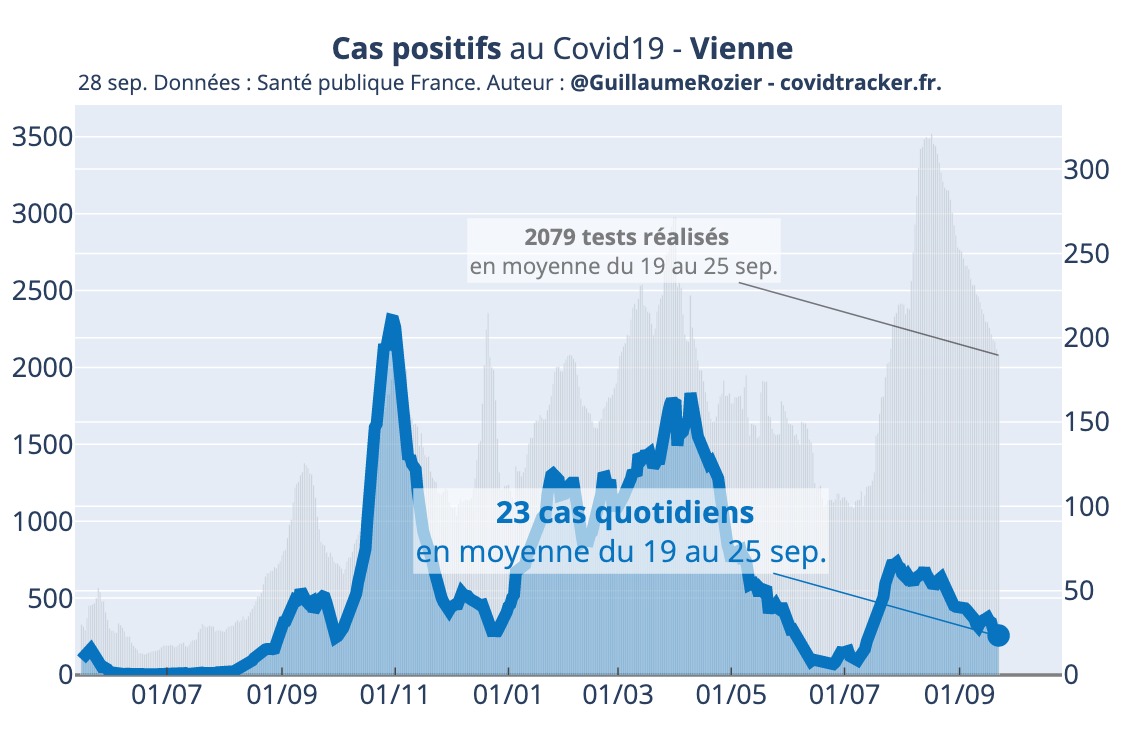 Cas positifs au Covid19 - Vienne
28 sep. Données : Santé publique France. Auteur : @GuillaumeRozier - covidtracker.fr.
3500
3000
2500
2000
1500
1000
500
0
300
250
200
150
100
50
0
2079 tests réalisés
en moyenne du 19 au 25 sep.
23 cas quotidiens
en moyenne du 19 au 25 sep.
01/07 01/09 01/11 01/01 01/03 01/05 01/07 01/09